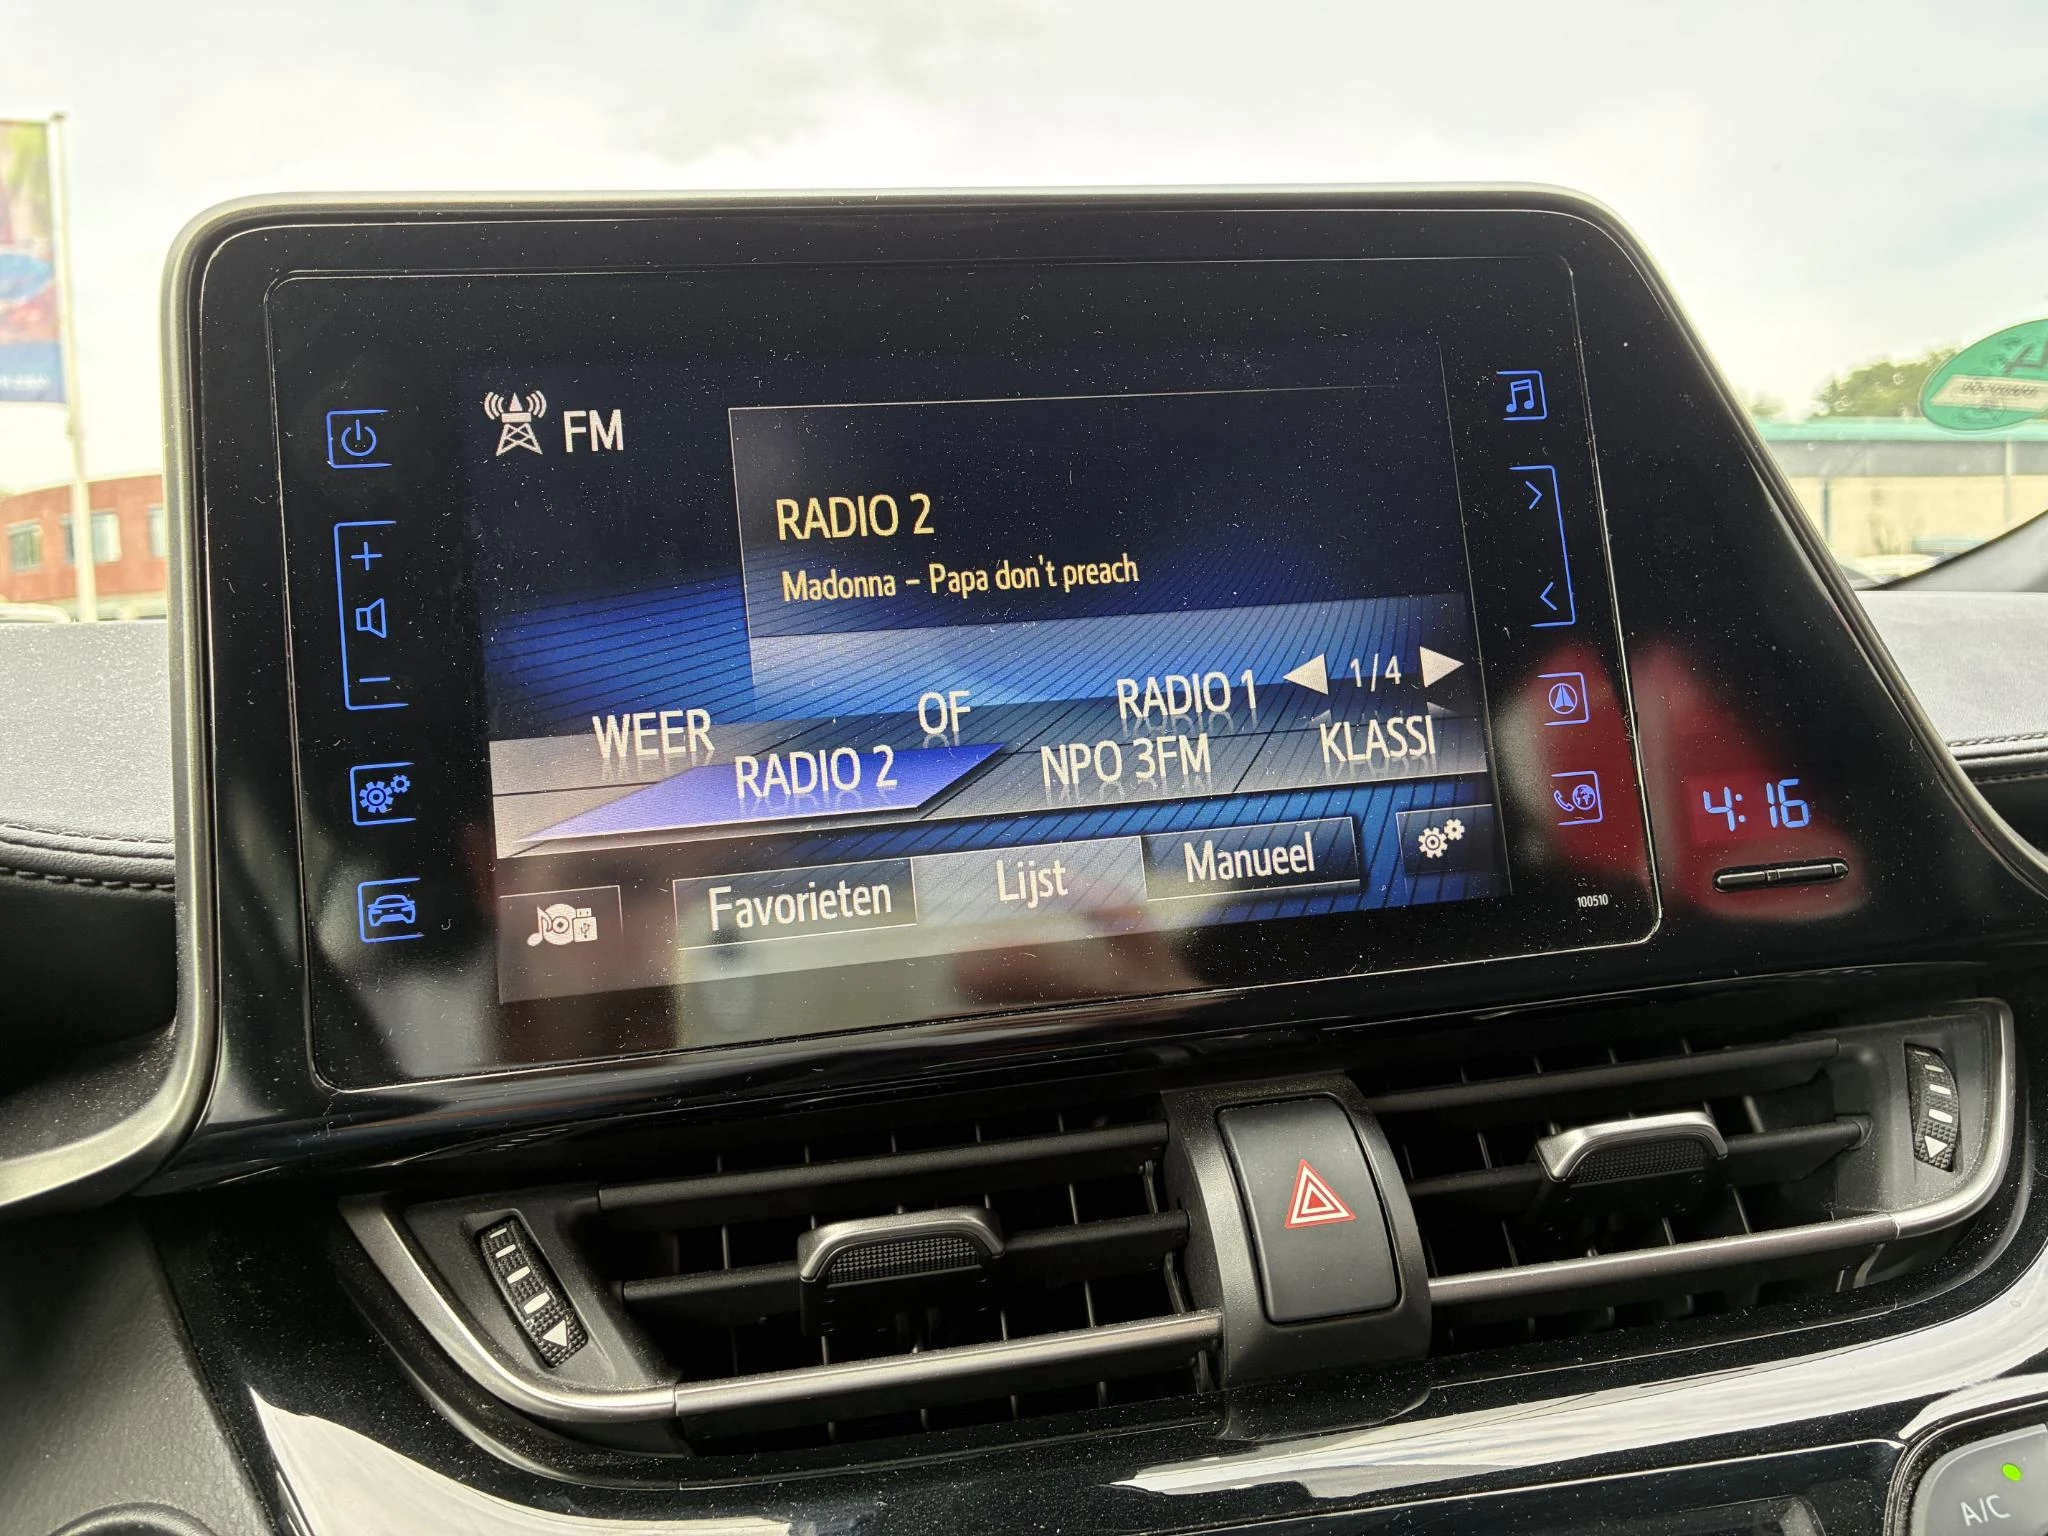 FM
RADIO 2
Madonna - Papa don't preach
1/4
WEER OF RADIO 1
RADIO 2 NPO 3FM KLASSI
Favorieten Lijst Manueel
4:16
100510
A/C